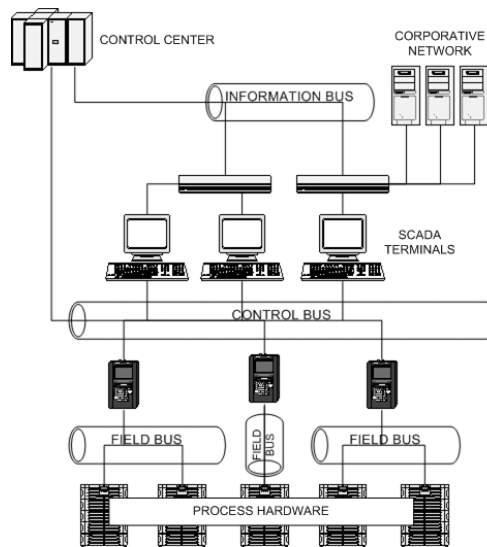 CONTROL CENTER
CORPORATIVE
NETWORK
INFORMATION BUS
SCADA
TERMINALS
CONTROL BUS
FIELD BUS
FIELD
BUS
FIELD BUS
PROCESS HARDWARE